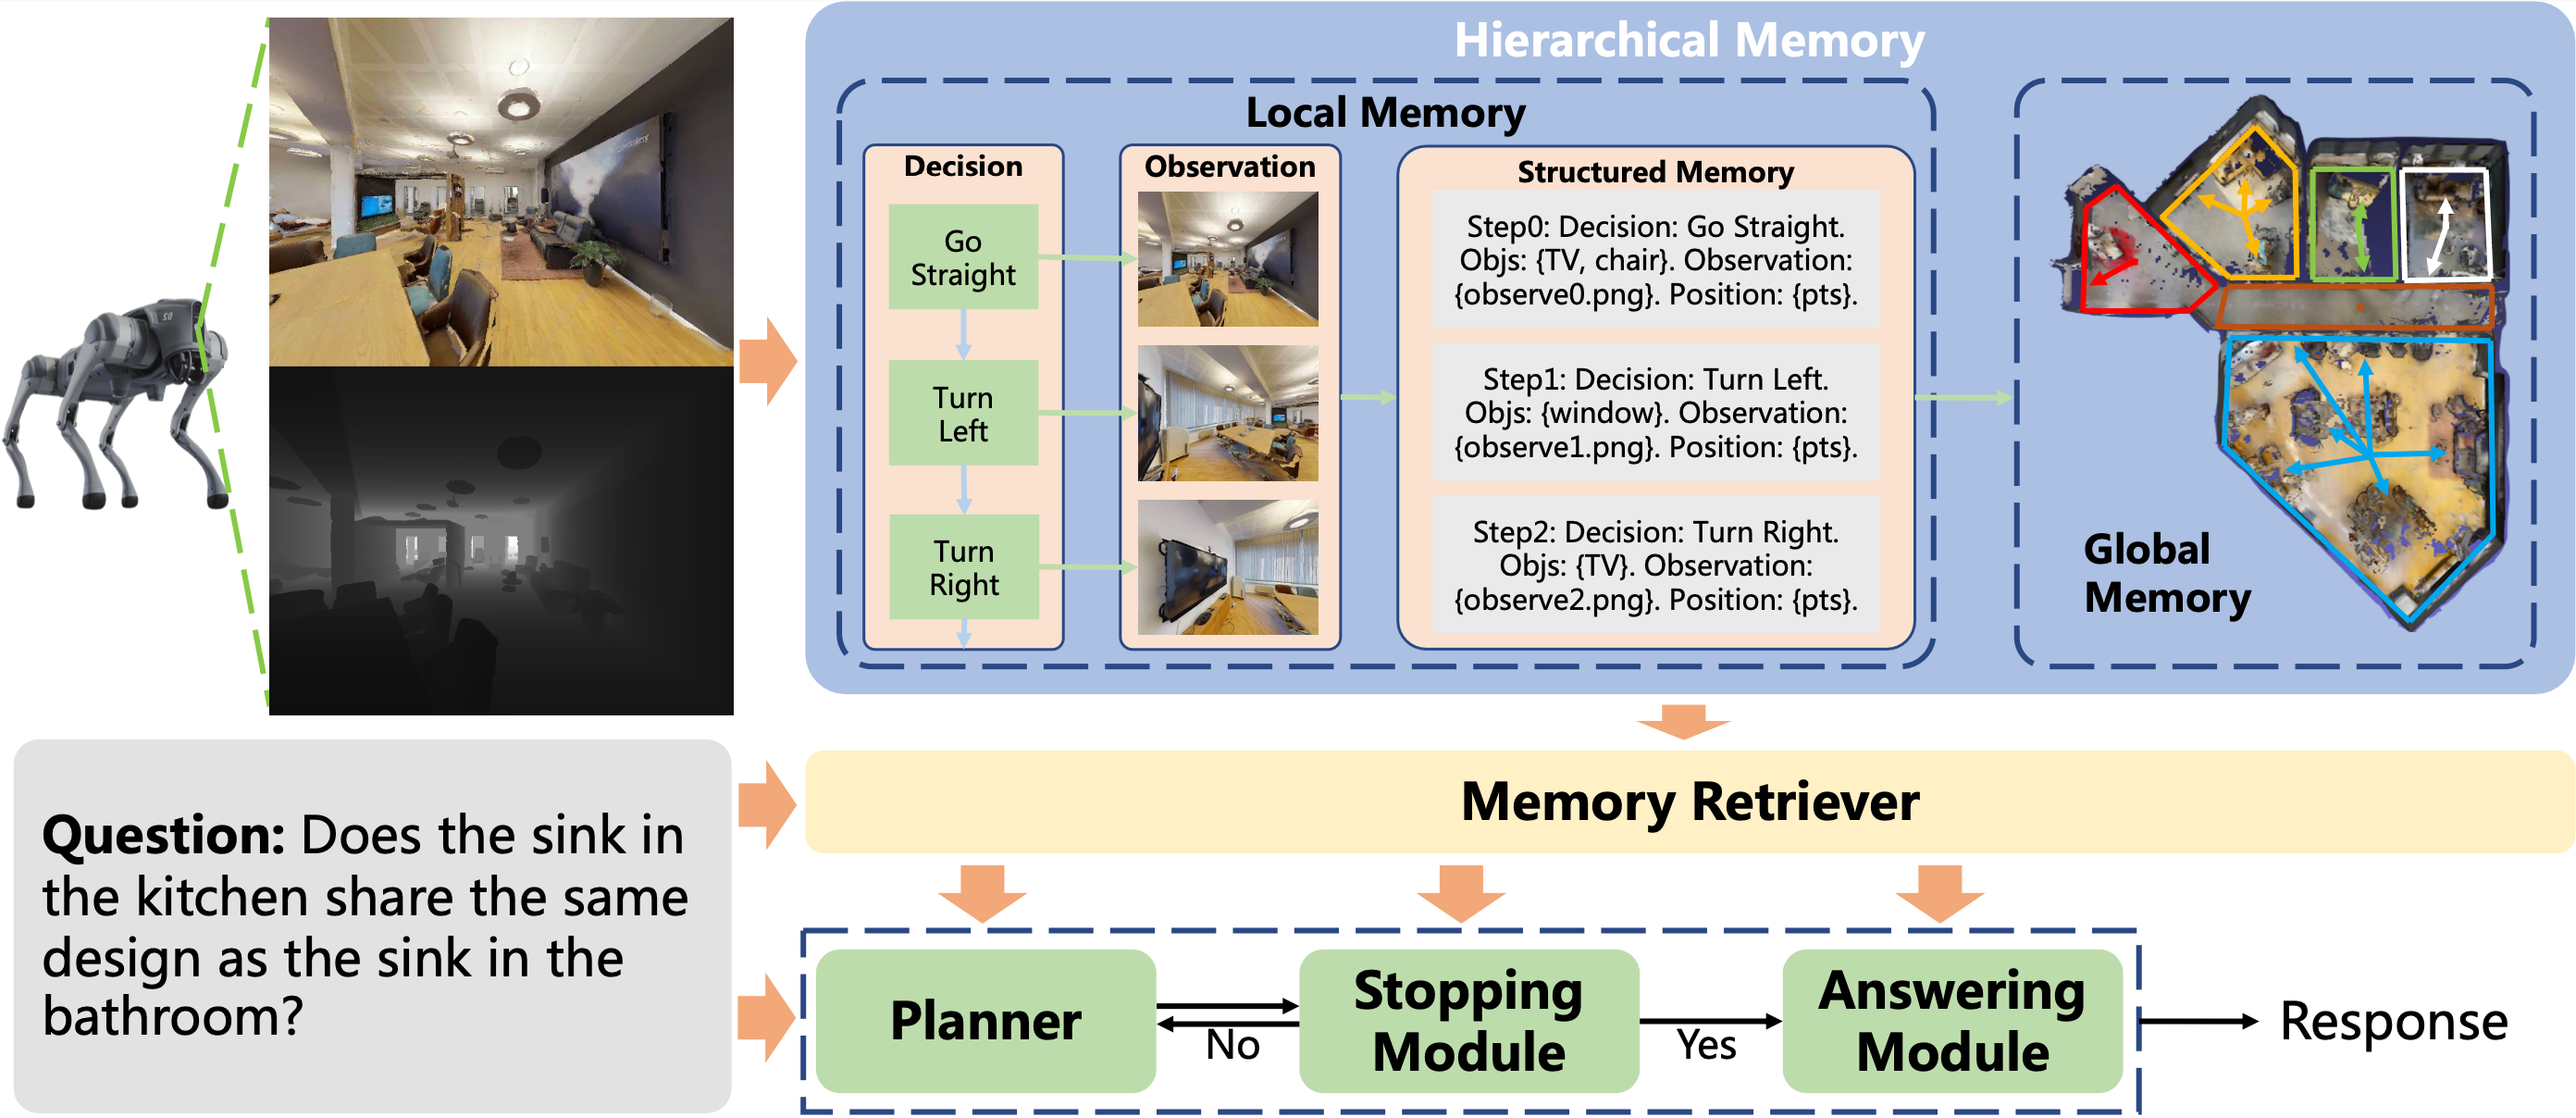 Hierarchical Memory
Local Memory
Decision
Go
Straight
Turn
Left
Turn
Right
Observation
Structured Memory
Step0: Decision: Go Straight.
Objs: {TV, chair}. Observation:
{observe0.png}. Position: {pts}.
Step1: Decision: Turn Left.
Objs: {window}. Observation:
{observe1.png}. Position: {pts}.
Step2: Decision: Turn Right.
Objs: {TV}. Observation:
{observe2.png}. Position: {pts}.
Global
Memory
Question: Does the sink in
the kitchen share the same
design as the sink in the
bathroom?
Memory Retriever
Planner
No
Stopping
Module
Yes
Answering
Module
Response